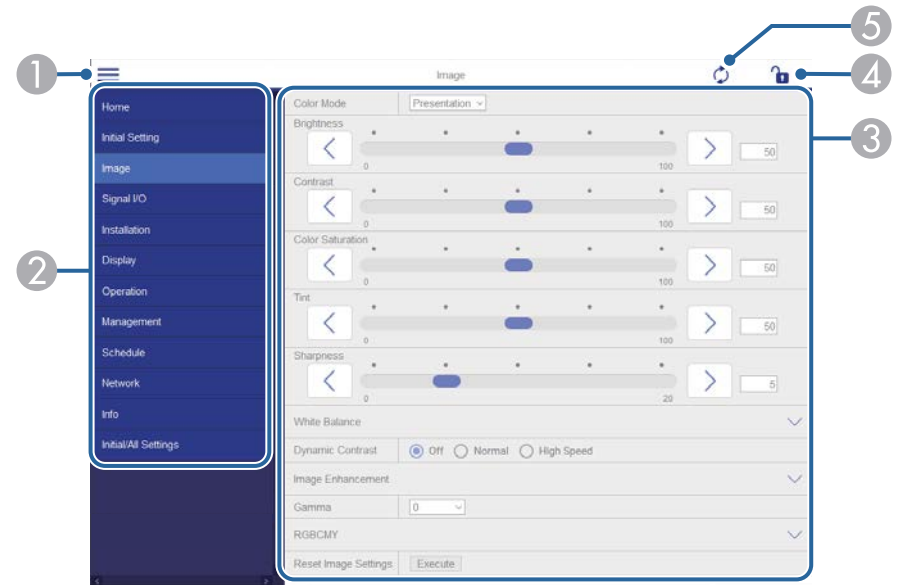 5
1
Image
4
Home
Color Mode Presentation
Brightness
Initial Setting
50
3
0 100
Image
Contrast
Signal I/O
50
0 100
Installation
Color Saturation
2
Display
50
0 100
Operation
Tint
Management
50
0 100
Schedule
Sharpness
Network
5
0 20
Info
White Balance
Initial/All Settings
Dynamic Contrast Off Normal High Speed
Image Enhancement
Gamma 0
RGBCMY
Reset Image Settings Execute